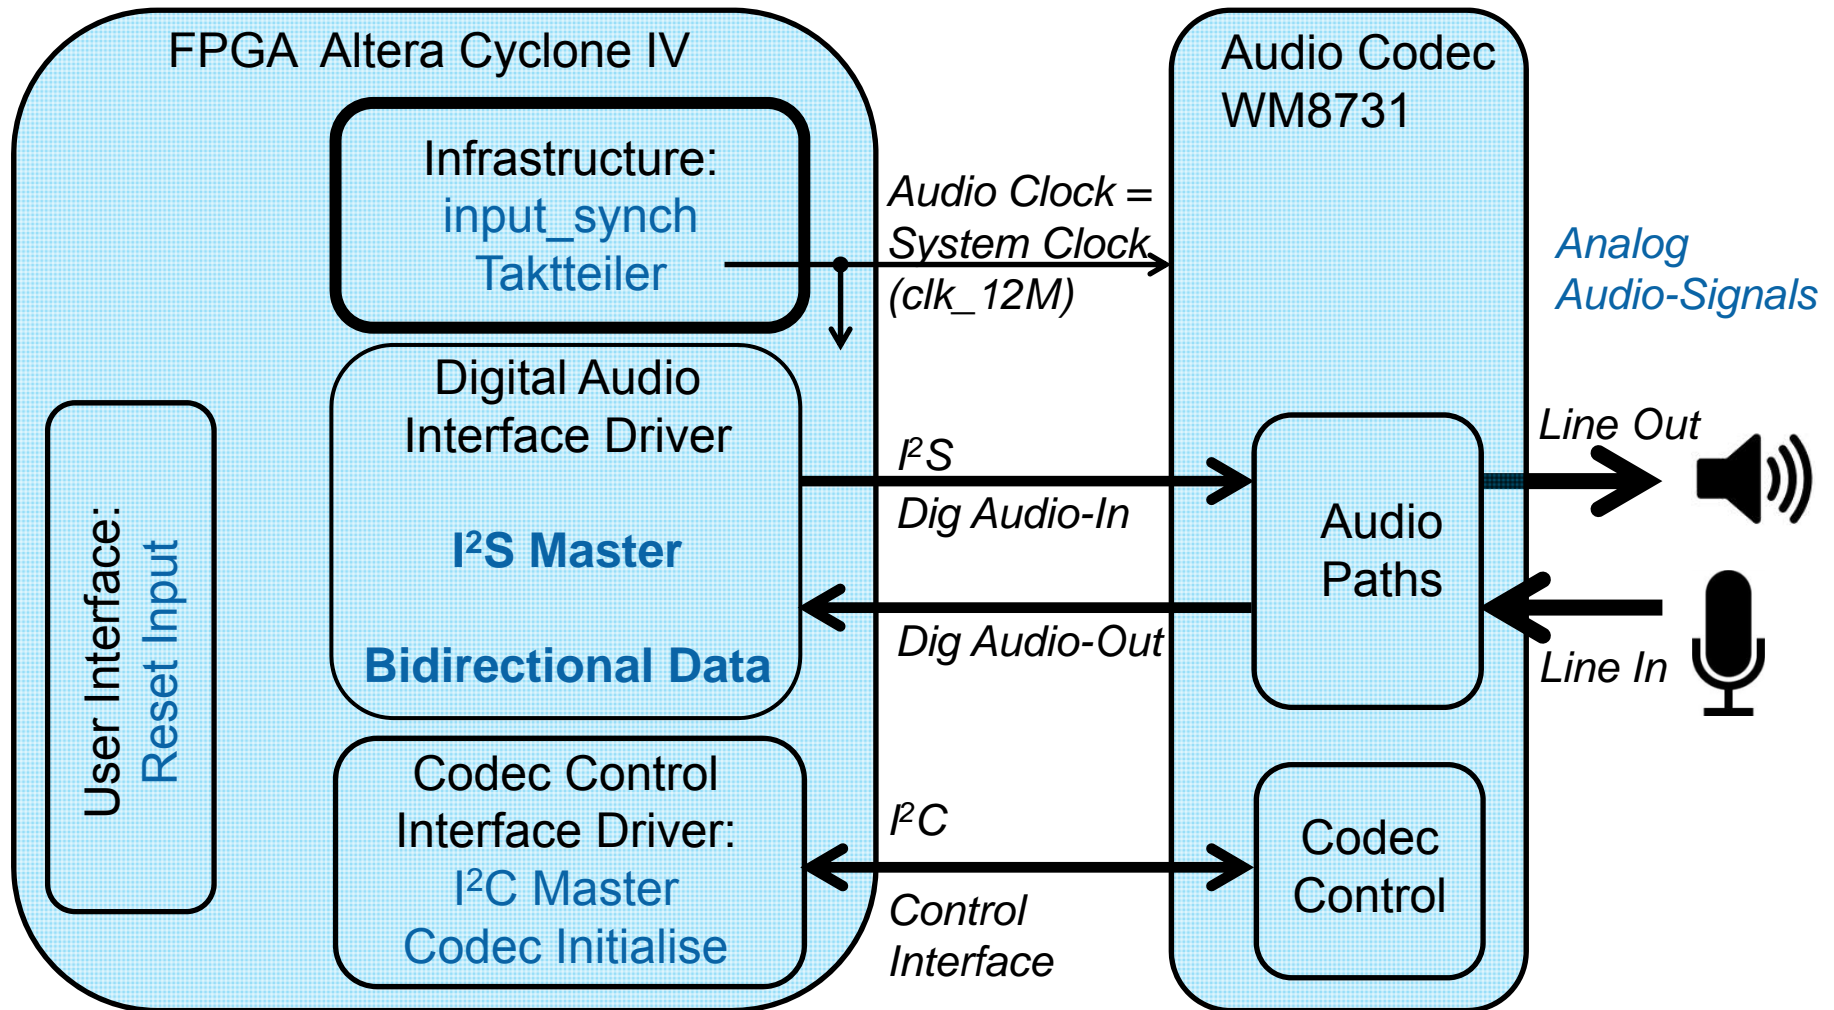 FPGA Altera Cyclone IV
Infrastructure:
input_synch
Taktteiler
Digital Audio
Interface Driver
I²S Master
Bidirectional Data
User Interface:
Reset Input
Codec Control
Interface Driver:
I²C Master
Codec Initialise
Audio Clock =
System Clock
(clk_12M)
I²S
Dig Audio-In
Dig Audio-Out
I²C
Control
Interface
Audio Codec
WM8731
Audio
Paths
Codec
Control
Analog
Audio-Signals
Line Out
Line In